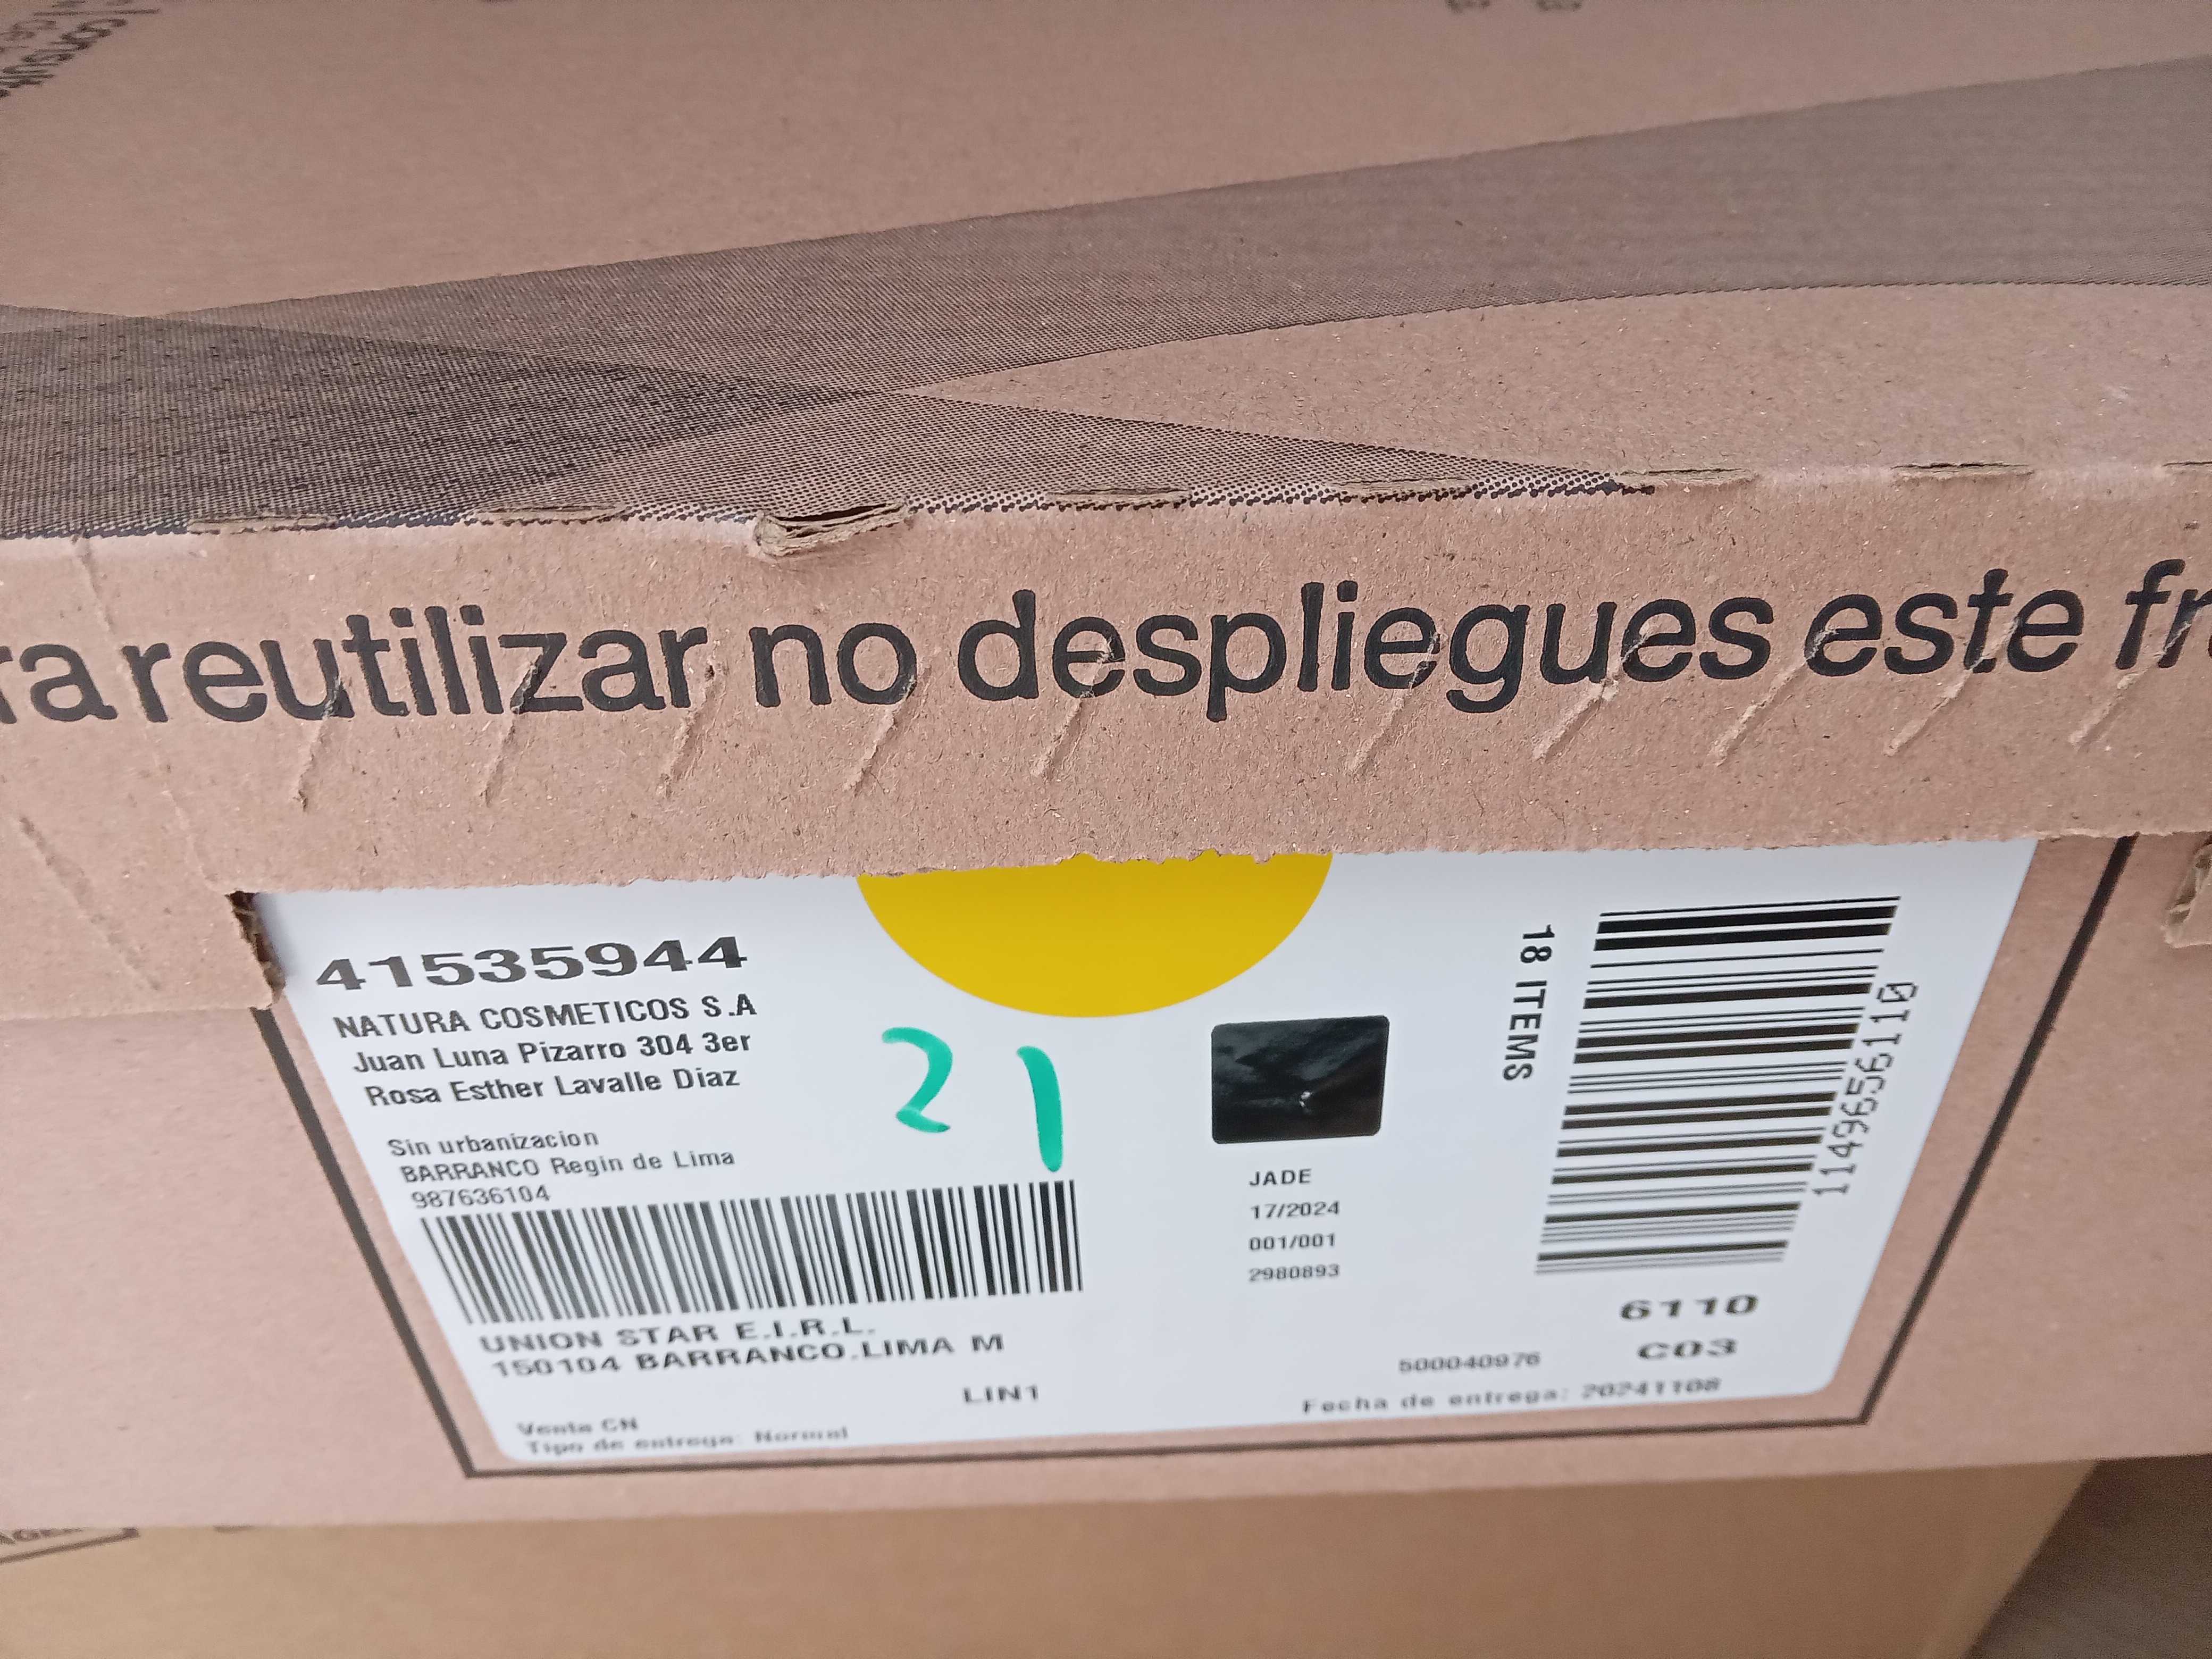 ra reutilizar no despliegues este fr
41535944
NATURA COSMETICOS S.A
Juan Luna Pizarro 304 3er
Rosa Esther Lavalle Diaz
Sin urbanizacion
BARRANCO Regin de Lima
987636104
UNION STAR E.I.R.L.
150104 BARRANCO.LIMA M
LIN1
Venta CN
Tipo de entrega: Normal
21
JADE
17/2024
001/001
2980893
18 ITEMS
1149656110
6110
C03
500040976
Fecha de entrega: 20241108